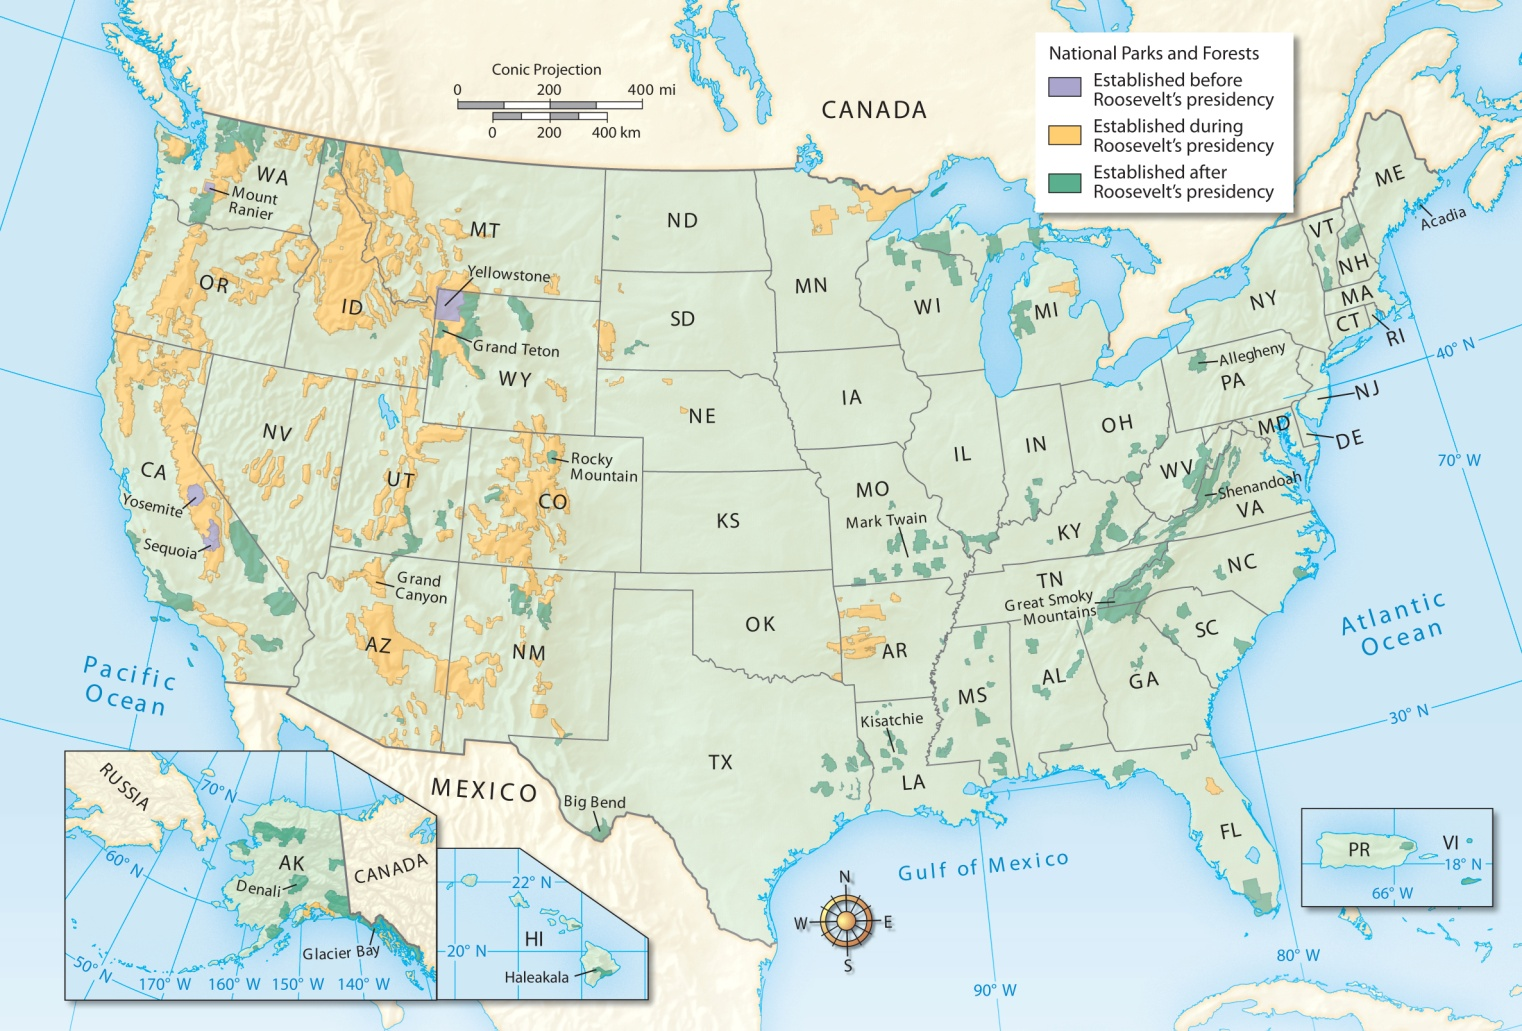 Conic Projection
0 200 400 mi
0 200 400 km
CANADA
National Parks and Forests
Established before
Roosevelt's presidency
Established during
Roosevelt's presidency
Established after
Roosevelt's presidency
WA
Mount
Ranier
MT
ND
MN
ME
Acadia
VT
NH
MA
CT
RI
NY
OR
ID
Yellowstone
Grand Teton
WY
SD
WI
MI
Allegheny
PA
NJ
40° N
NV
UT
CO
Rocky
Mountain
NE
IA
IL
IN
OH
MD
DE
WV
Shenandoah
VA
70° W
CA
Yosemite
Sequoia
KS
MO
Mark Twain
KY
TN
Great Smoky
Mountains
NC
SC
Grand
Canyon
AZ
NM
OK
AR
MS
AL
GA
Atlantic
Ocean
Pacific
Ocean
30° N
TX
Kisatchie
LA
FL
MEXICO
Big Bend
Gulf of Mexico
N
W
E
S
90° W
80° W
RUSSIA
70° N
60° N
50° N
AK
Denali
CANADA
Glacier Bay
170° W 160° W 150° W 140° W
22° N
20° N
HI
Haleakala
PR
VI
18° N
66° W